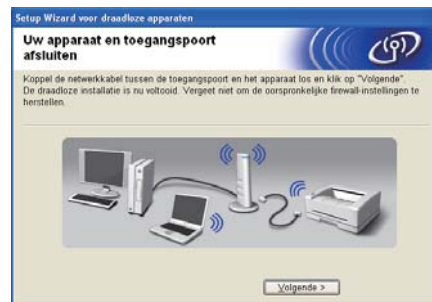 Setup Wizard voor draadloze apparaten
Uw apparaat en toegangspoort
afsluiten
Koppel de netwerkkabel tussen de toegangspoort en het apparaat los en klik op "Volgende".
De draadloze installatie is nu voltooid. Vergeet niet om de oorspronkelijke firewall-instellingen te
herstellen.
Volgende >